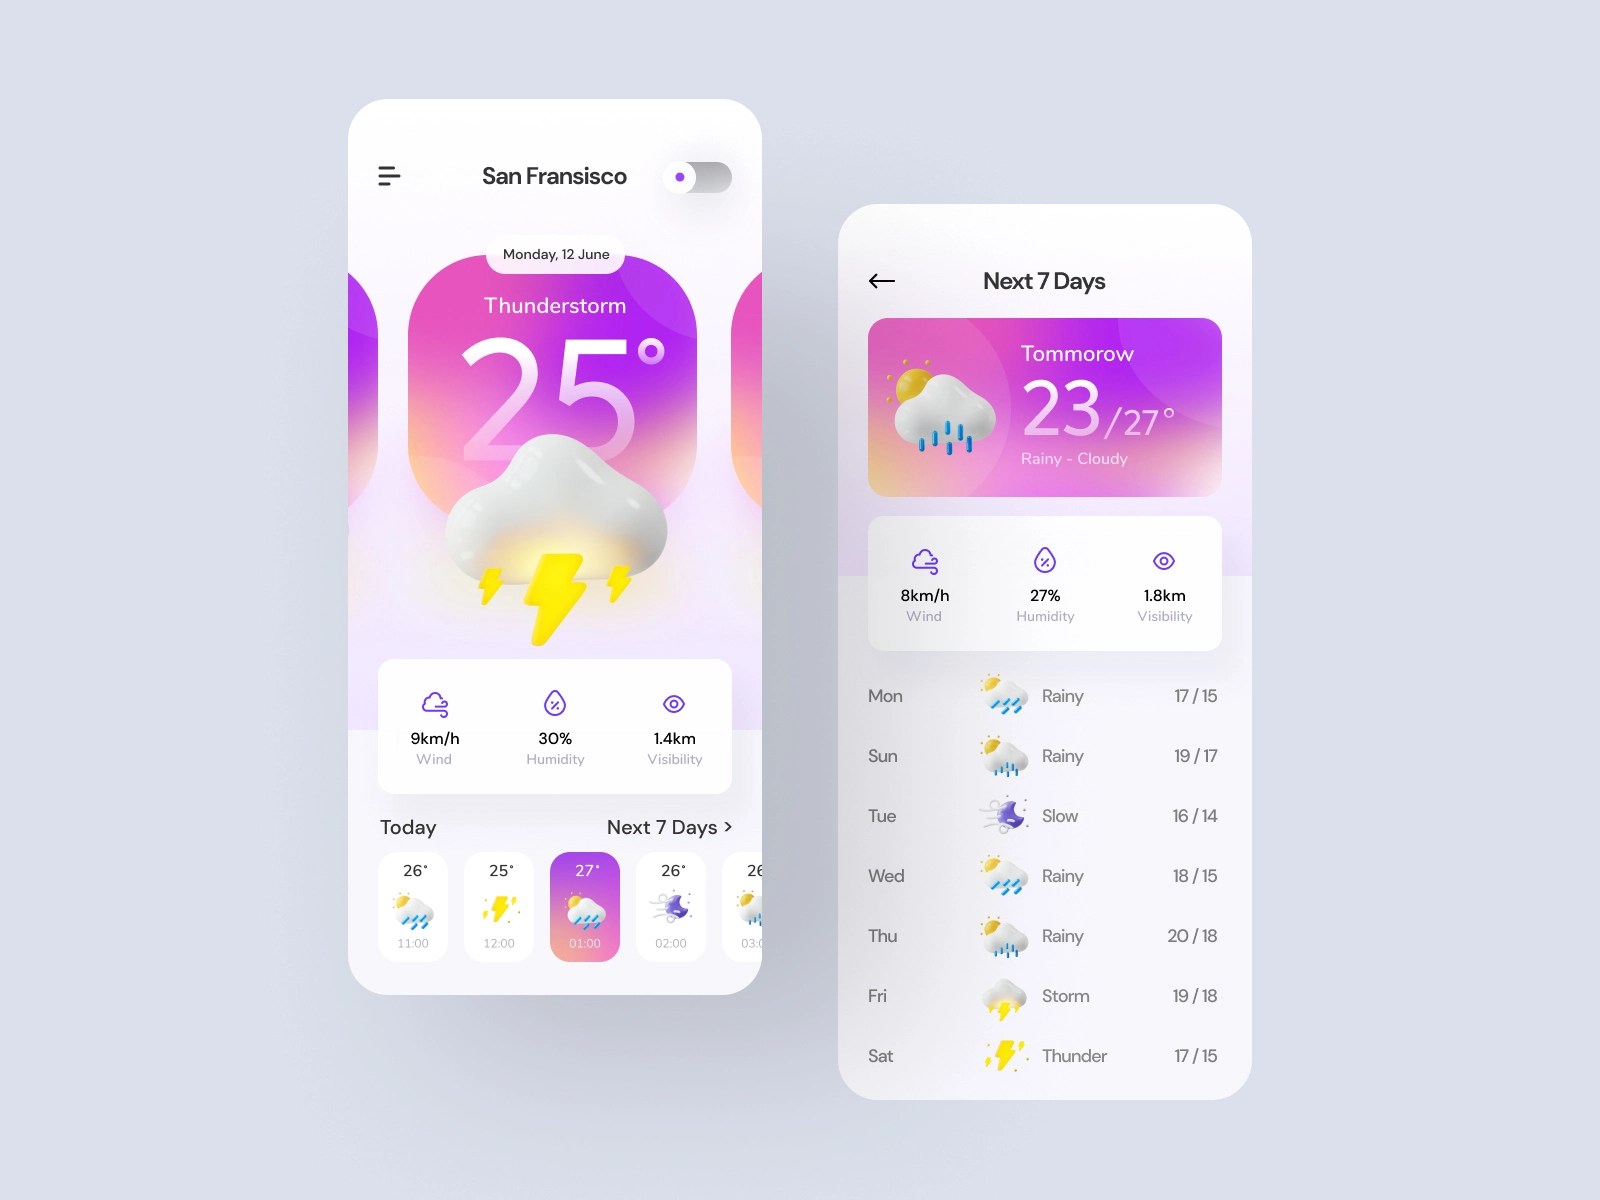 San Fransisco
Monday, 12 June
Thunderstorm
25°
9km/h
Wind
30%
Humidity
1.4km
Visibility
Today
Next 7 Days >
26°
25°
27°
26°
26
11:00
12:00
01:00
02:00
03:0
Next 7 Days
Tommorow
23/27°
Rainy - Cloudy
8km/h
Wind
27%
Humidity
1.8km
Visibility
Mon Rainy 17 / 15
Sun Rainy 19 / 17
Tue Slow 16 / 14
Wed Rainy 18 / 15
Thu Rainy 20 / 18
Fri Storm 19 / 18
Sat Thunder 17 / 15